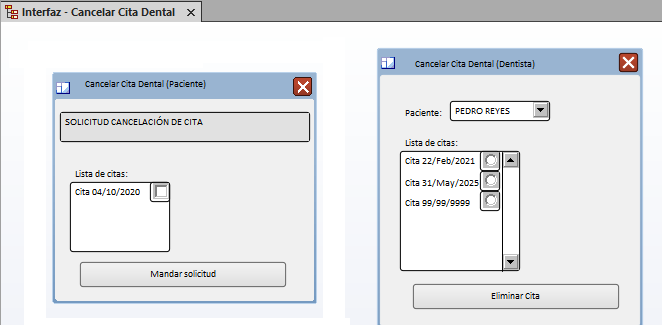 Interfaz - Cancelar Cita Dental
Cancelar Cita Dental (Paciente)
SOLICITUD CANCELACIÓN DE CITA
Lista de citas:
Cita 04/10/2020
Mandar solicitud
Cancelar Cita Dental (Dentista)
Paciente: PEDRO REYES
Lista de citas:
Cita 22/Feb/2021
Cita 31/May/2025
Cita 99/99/9999
Eliminar Cita